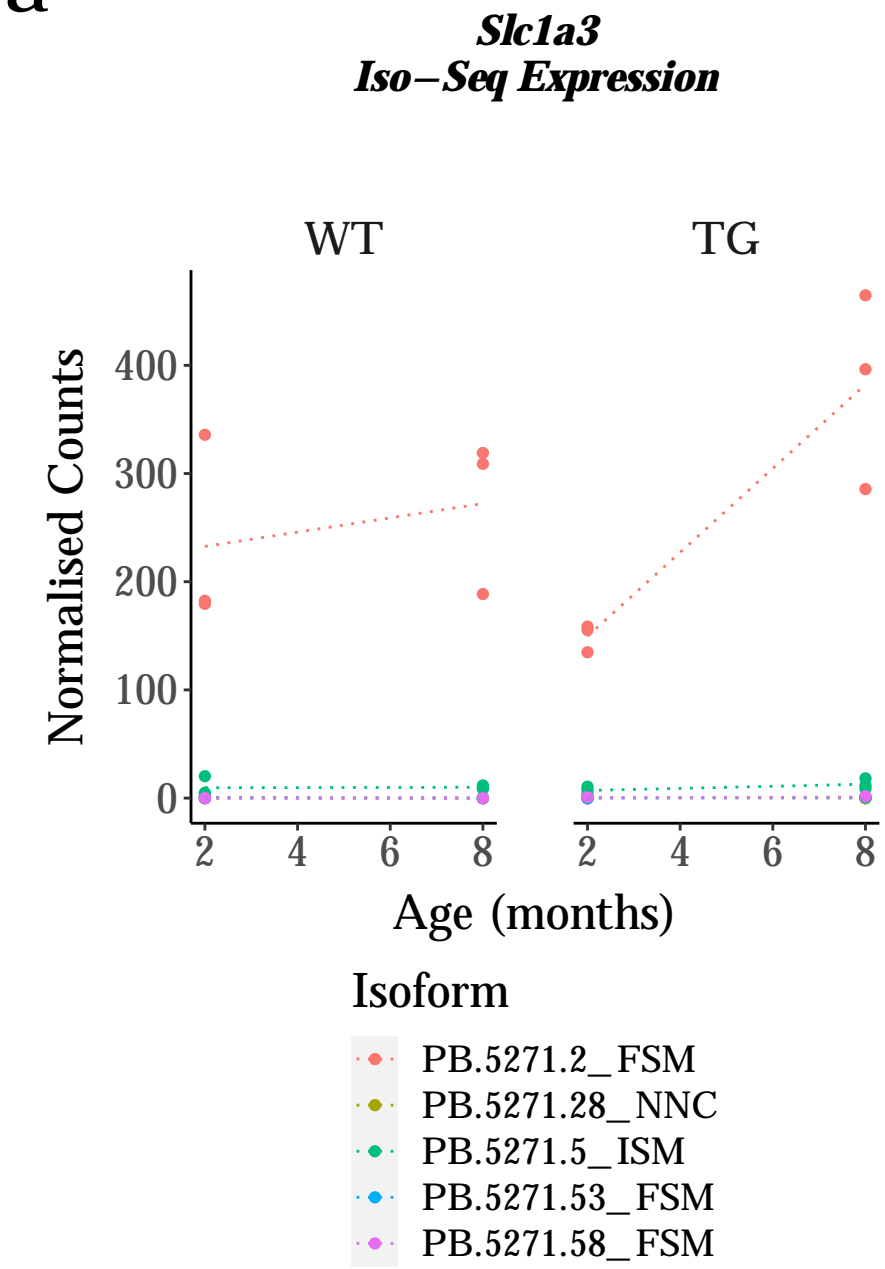 a
Slc1a3
Iso–Seq Expression
WT TG
Normalised Counts
400
300
200
100
0
2 4 6 8 2 4 6 8
Age (months)
Isoform
PB.5271.2_FSM
PB.5271.28_NNC
PB.5271.5_ISM
PB.5271.53_FSM
PB.5271.58_FSM